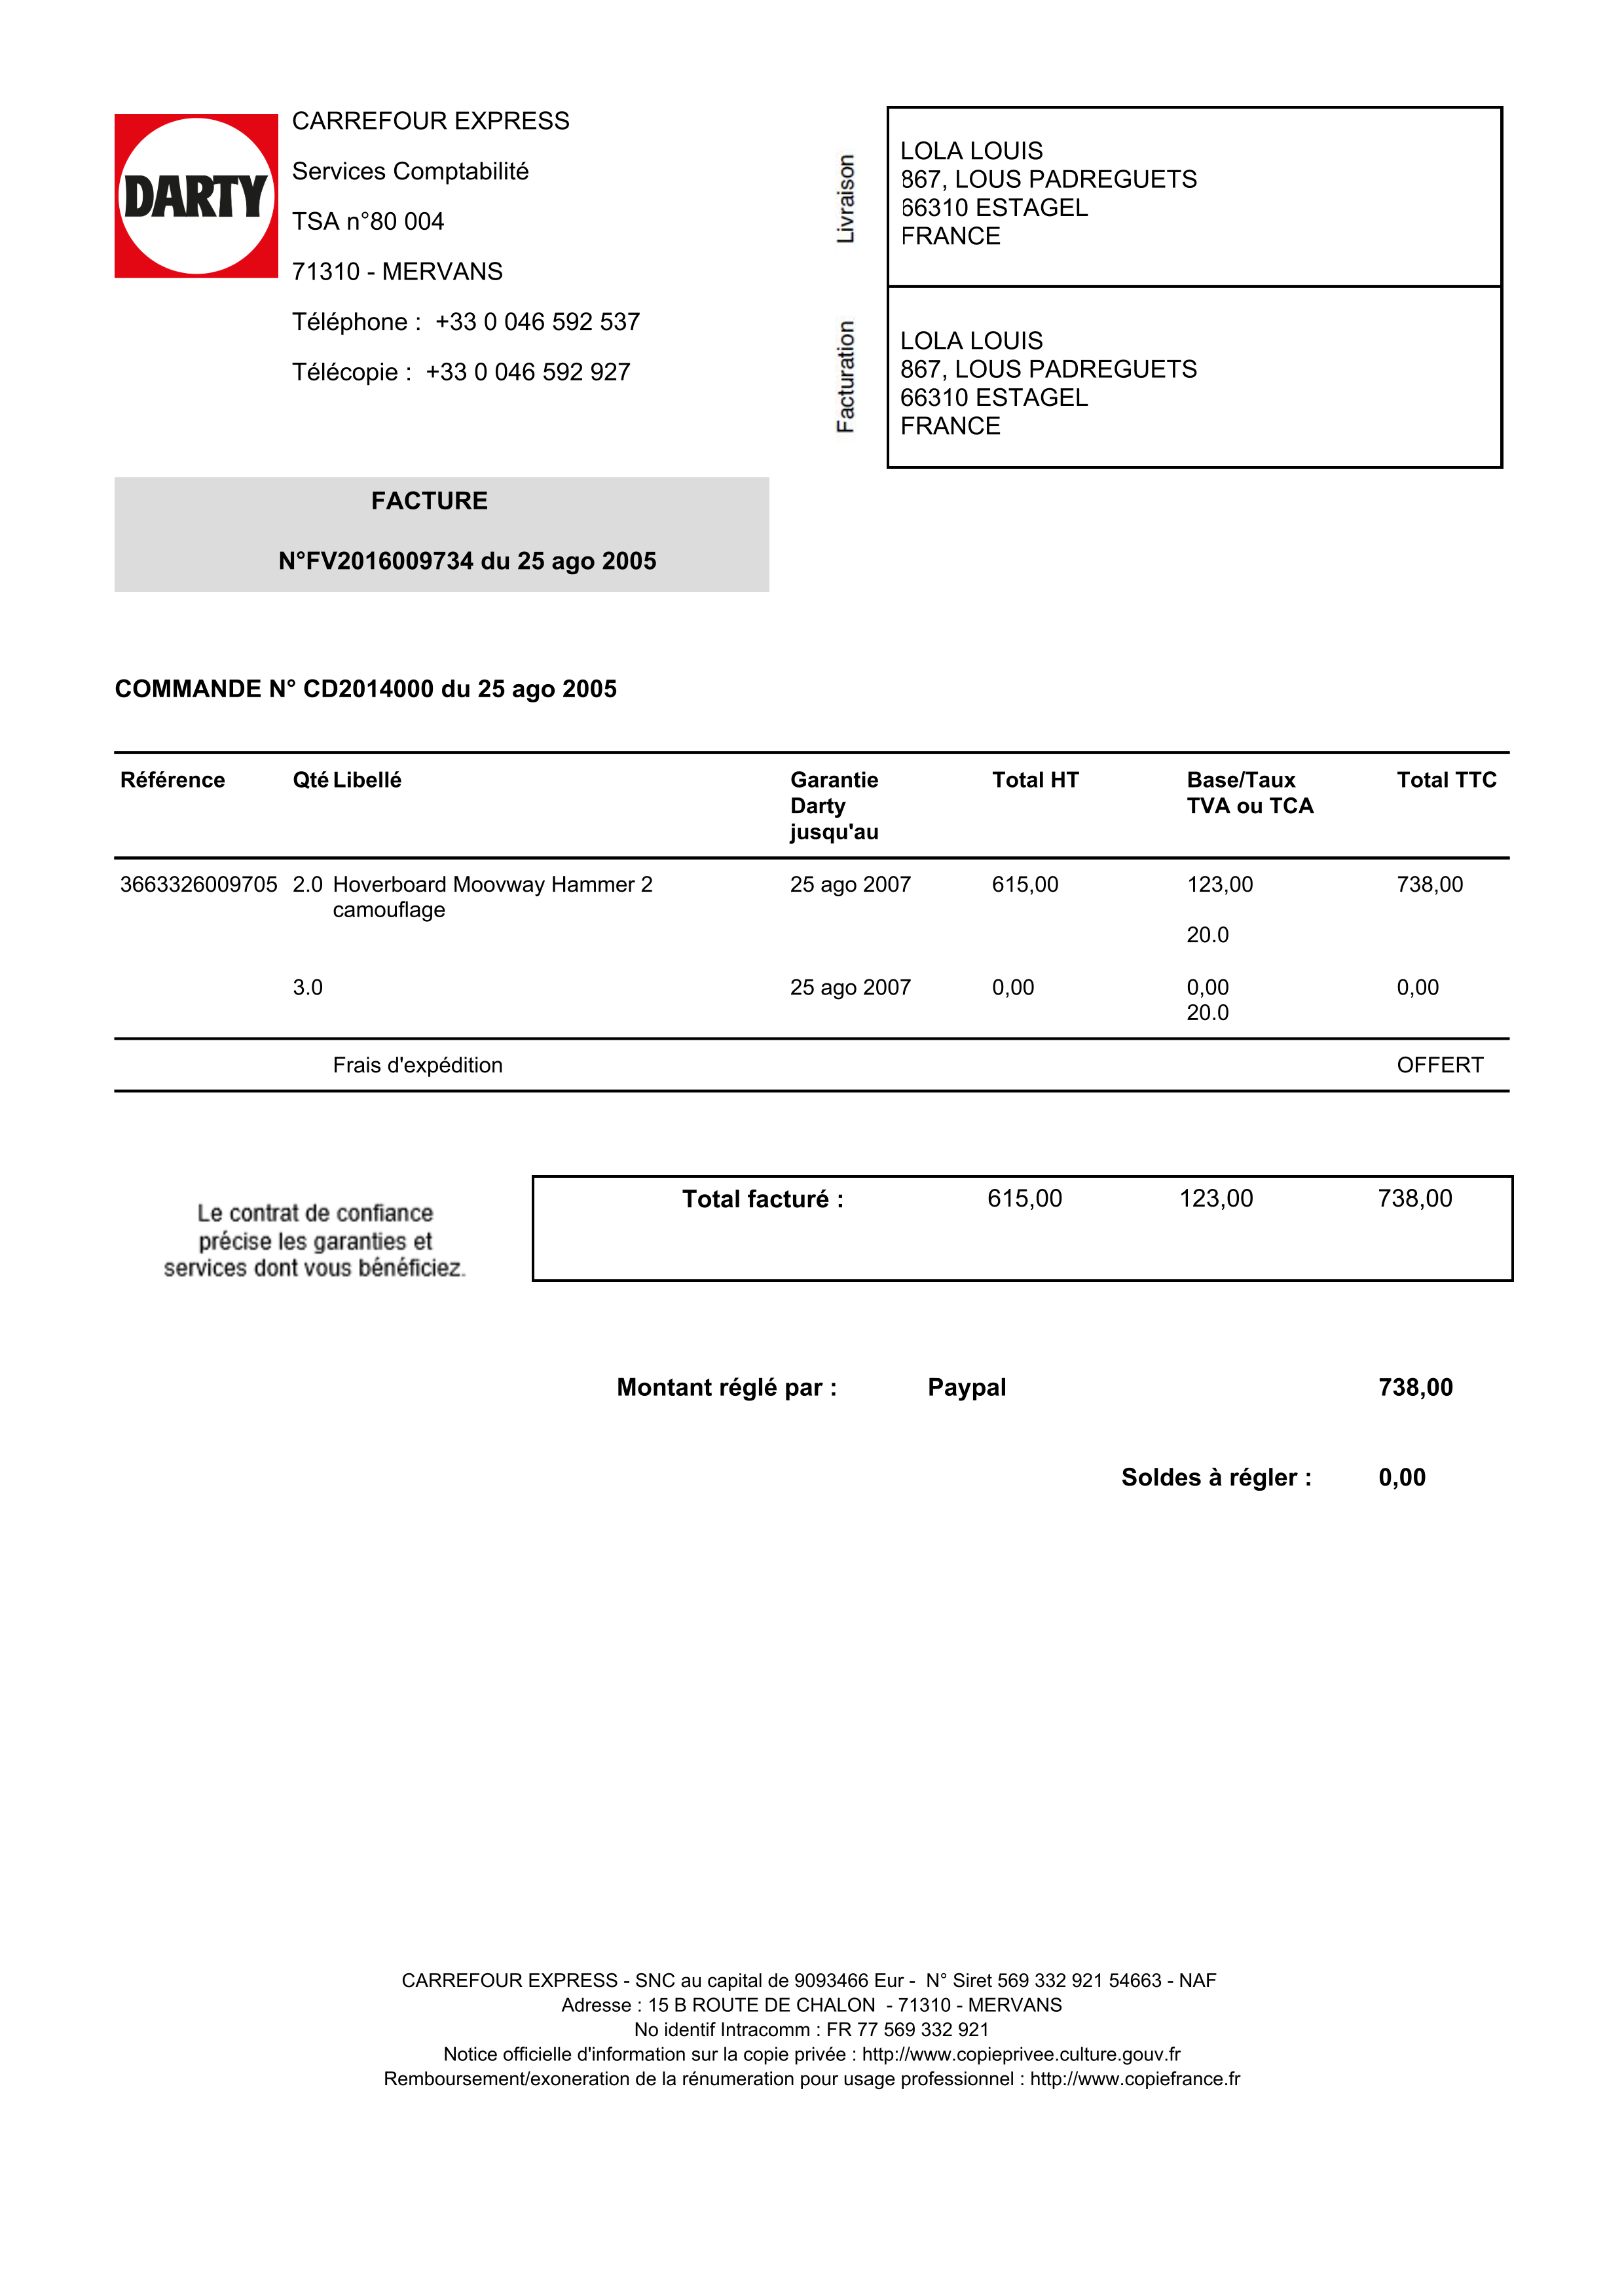 DARTY
CARREFOUR EXPRESS
Services Comptabilité
TSA n°80 004
71310 - MERVANS
Téléphone : +33 0 046 592 537
Télécopie : +33 0 046 592 927
Livraison
LOLA LOUIS
867, LOUS PADREGUETS
66310 ESTAGEL
FRANCE
Facturation
LOLA LOUIS
867, LOUS PADREGUETS
66310 ESTAGEL
FRANCE
FACTURE
N°FV2016009734 du 25 ago 2005
COMMANDE N° CD2014000 du 25 ago 2005
Référence Qté Libellé Garantie Total HT Base/Taux Total TTC
Darty TVA ou TCA
jusqu'au
3663326009705 2.0 Hoverboard Moovway Hammer 2 25 ago 2007 615,00 123,00 738,00
camouflage
20.0
3.0 25 ago 2007 0,00 0,00 0,00
20.0
Frais d'expédition OFFERT
Le contrat de confiance
précise les garanties et
services dont vous bénéficiez.
Total facturé : 615,00 123,00 738,00
Montant réglé par : Paypal 738,00
Soldes à régler : 0,00
CARREFOUR EXPRESS - SNC au capital de 9093466 Eur - N° Siret 569 332 921 54663 - NAF
Adresse : 15 B ROUTE DE CHALON - 71310 - MERVANS
No identif Intracomm : FR 77 569 332 921
Notice officielle d'information sur la copie privée : http://www.copieprivee.culture.gouv.fr
Remboursement/exoneration de la rénumeration pour usage professionnel : http://www.copiefrance.fr